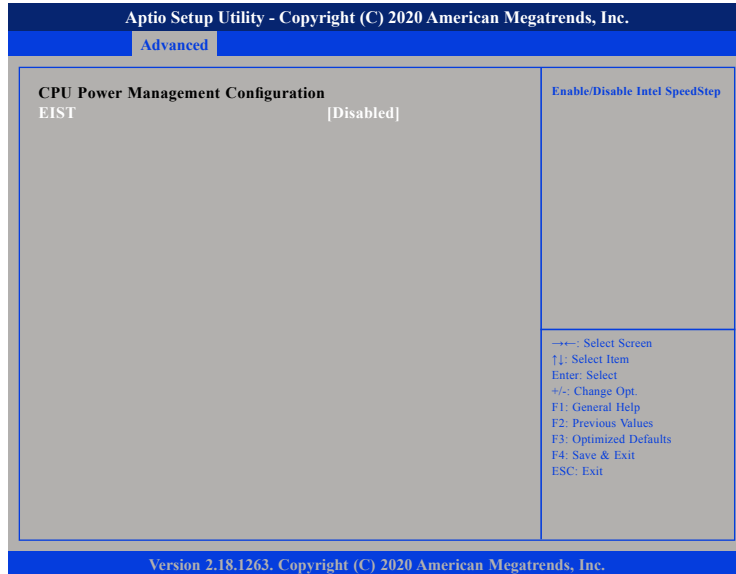 Aptio Setup Utility - Copyright (C) 2020 American Megatrends, Inc.
Advanced
CPU Power Management Configuration
EIST [Disabled]
Enable/Disable Intel SpeedStep
→←: Select Screen
↑↓: Select Item
Enter: Select
+/-: Change Opt.
F1: General Help
F2: Previous Values
F3: Optimized Defaults
F4: Save & Exit
ESC: Exit
Version 2.18.1263. Copyright (C) 2020 American Megatrends, Inc.